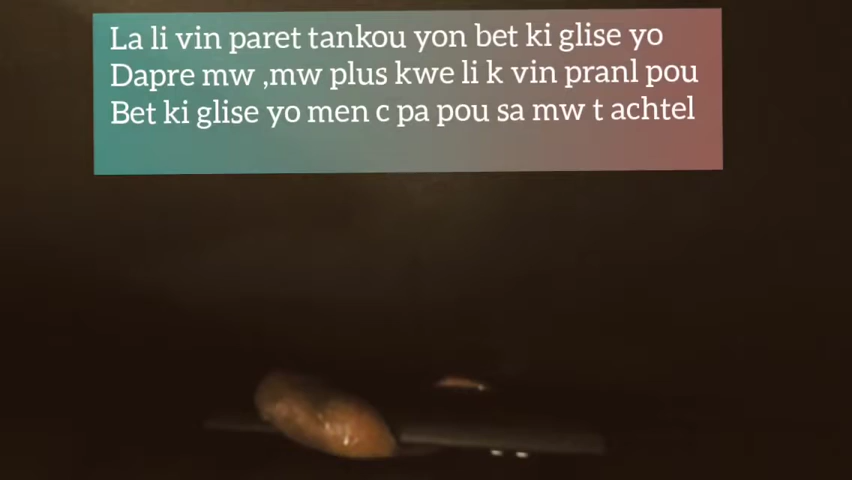 La li vin paret tankou yon bet ki glise yo
Dapre mw ,mw plus kwe li k vin pranl pou
Bet ki glise yo men c pa pou sa mw t achtel